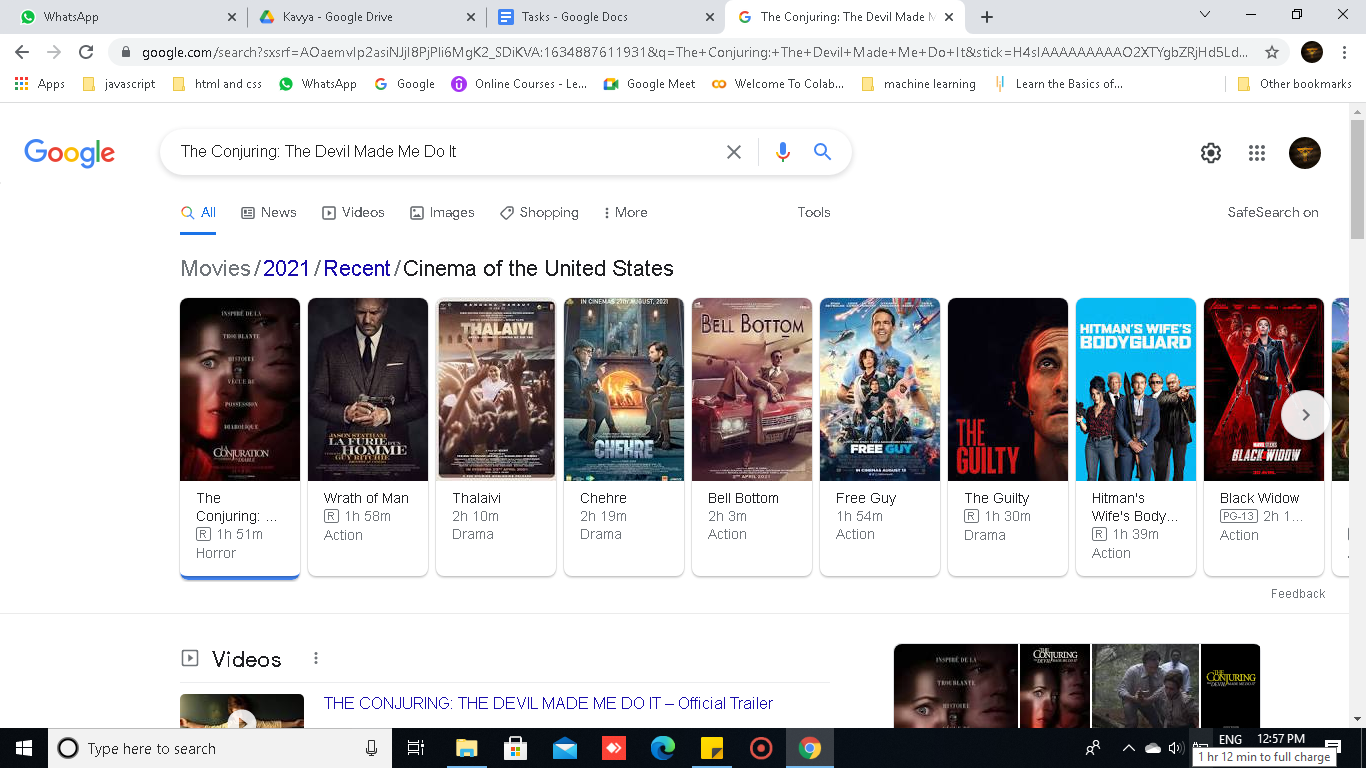 WhatsApp
Kavya - Google Drive
Tasks - Google Docs
The Conjuring: The Devil Made M
google.com/search?sxsrf=AOaemvIp2asiNJjI8PjPli6MgK2_SDiKVA:1634887611931&q=The+Conjuring:+The+Devil+Made+Me+Do+It&stick=H4sIAAAAAAAAAO2XTYgbZRjHd5Ld...
Apps
javascript
html and css
WhatsApp
Google
Online Courses - Le...
Google Meet
Welcome To Colab...
machine learning
Learn the Basics of...
Other bookmarks
Google
The Conjuring: The Devil Made Me Do It
All
News
Videos
Images
Shopping
More
Tools
SafeSearch on
Movies / 2021 / Recent / Cinema of the United States
INSPIRÉ DE LA
TROUBLANTE
HISTOIRE
VÉCUE DE
POSSESSION
DIABOLIQUE
LA CONJURATION
The Conjuring: ...
R 1h 51m
Horror
JASON STATHAM
LA FURIE D'UN HOMME
GUY RITCHIE
Wrath of Man
R 1h 58m
Action
THALAIVI
Thalaivi
2h 10m
Drama
IN CINEMAS 27TH AUGUST, 2021
CHEHRE
Chehre
2h 19m
Drama
BELL BOTTOM
2ND APRIL 2021
Bell Bottom
2h 3m
Action
FREE GUY
IN CINEMAS AUGUST 13
Free Guy
1h 54m
Action
THE GUILTY
The Guilty
R 1h 30m
Drama
HITMAN'S WIFE'S
BODYGUARD
Hitman's
Wife's Body...
R 1h 39m
Action
MARVEL STUDIOS
BLACK WIDOW
Black Widow
PG-13 2h 1...
Action
Feedback
Videos
THE CONJURING: THE DEVIL MADE ME DO IT – Official Trailer
INSPIRÉ DE LA
TROUBLANTE
HISTOIRE
THE CONJURING
THE CONJURING
Type here to search
ENG
12:57 PM
1 hr 12 min to full charge